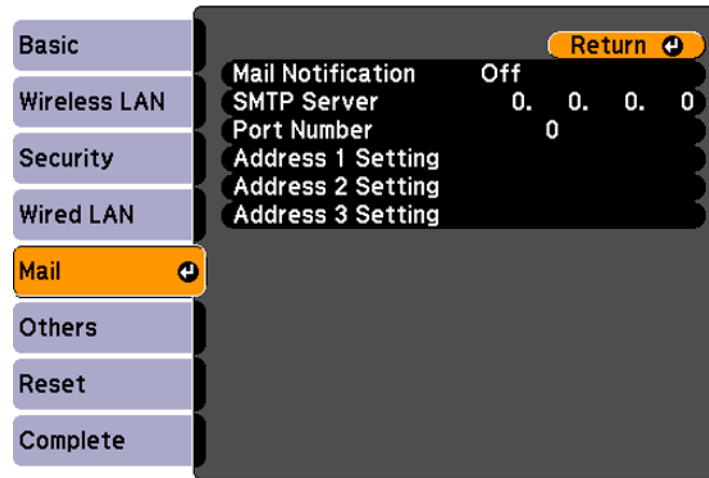 Basic
Wireless LAN
Security
Wired LAN
Mail
Others
Reset
Complete
Return
Mail Notification Off
SMTP Server 0. 0. 0. 0
Port Number 0
Address 1 Setting
Address 2 Setting
Address 3 Setting